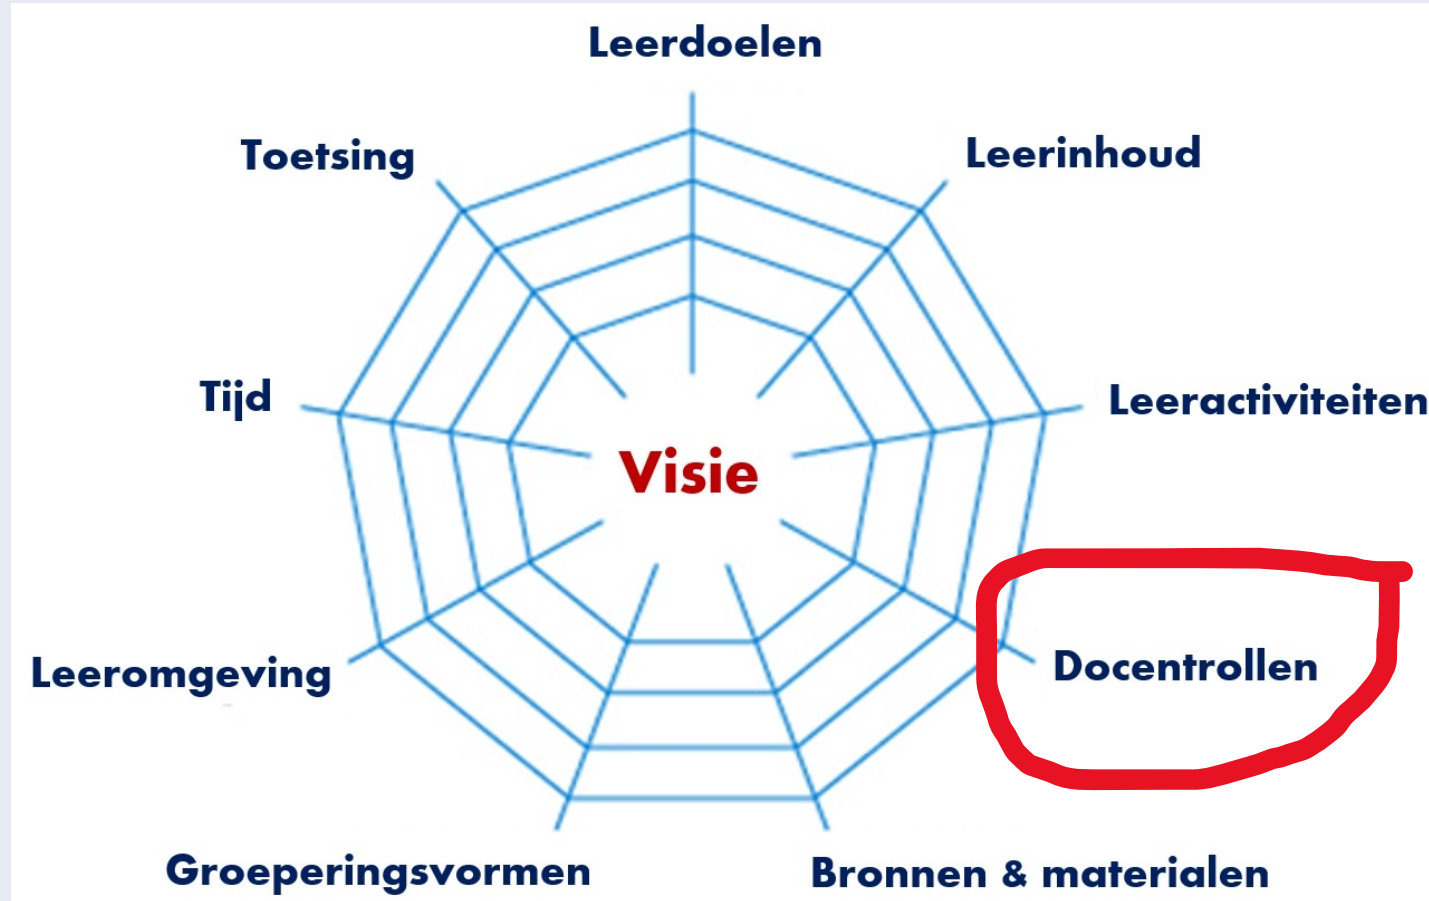 Leerdoelen
Toetsing
Leerinhoud
Tijd
Leeractiviteiten
Visie
Leeromgeving
Docentrollen
Groeperingsvormen
Bronnen & materialen